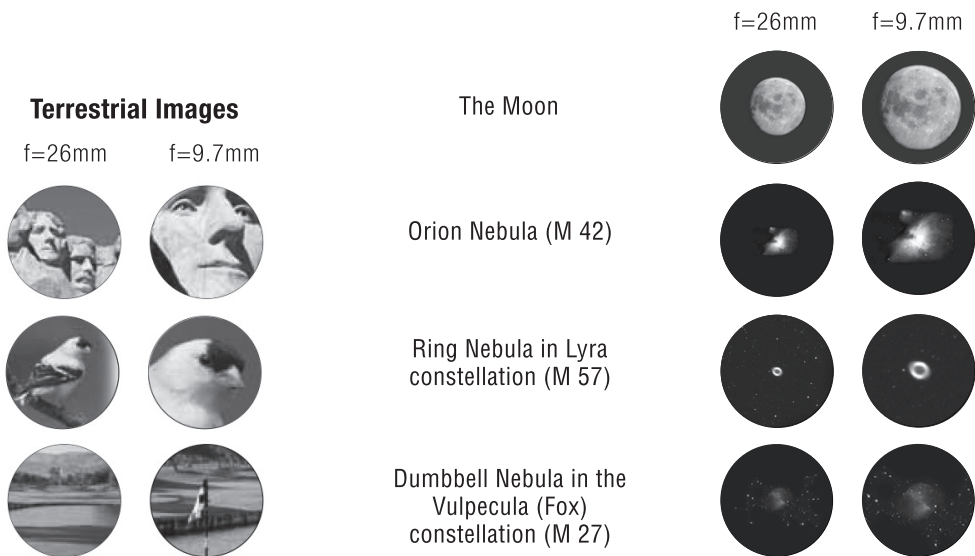 Terrestrial Images
f=26mm f=9.7mm
f=26mm f=9.7mm
The Moon
Orion Nebula (M 42)
Ring Nebula in Lyra
constellation (M 57)
Dumbbell Nebula in the
Vulpecula (Fox)
constellation (M 27)